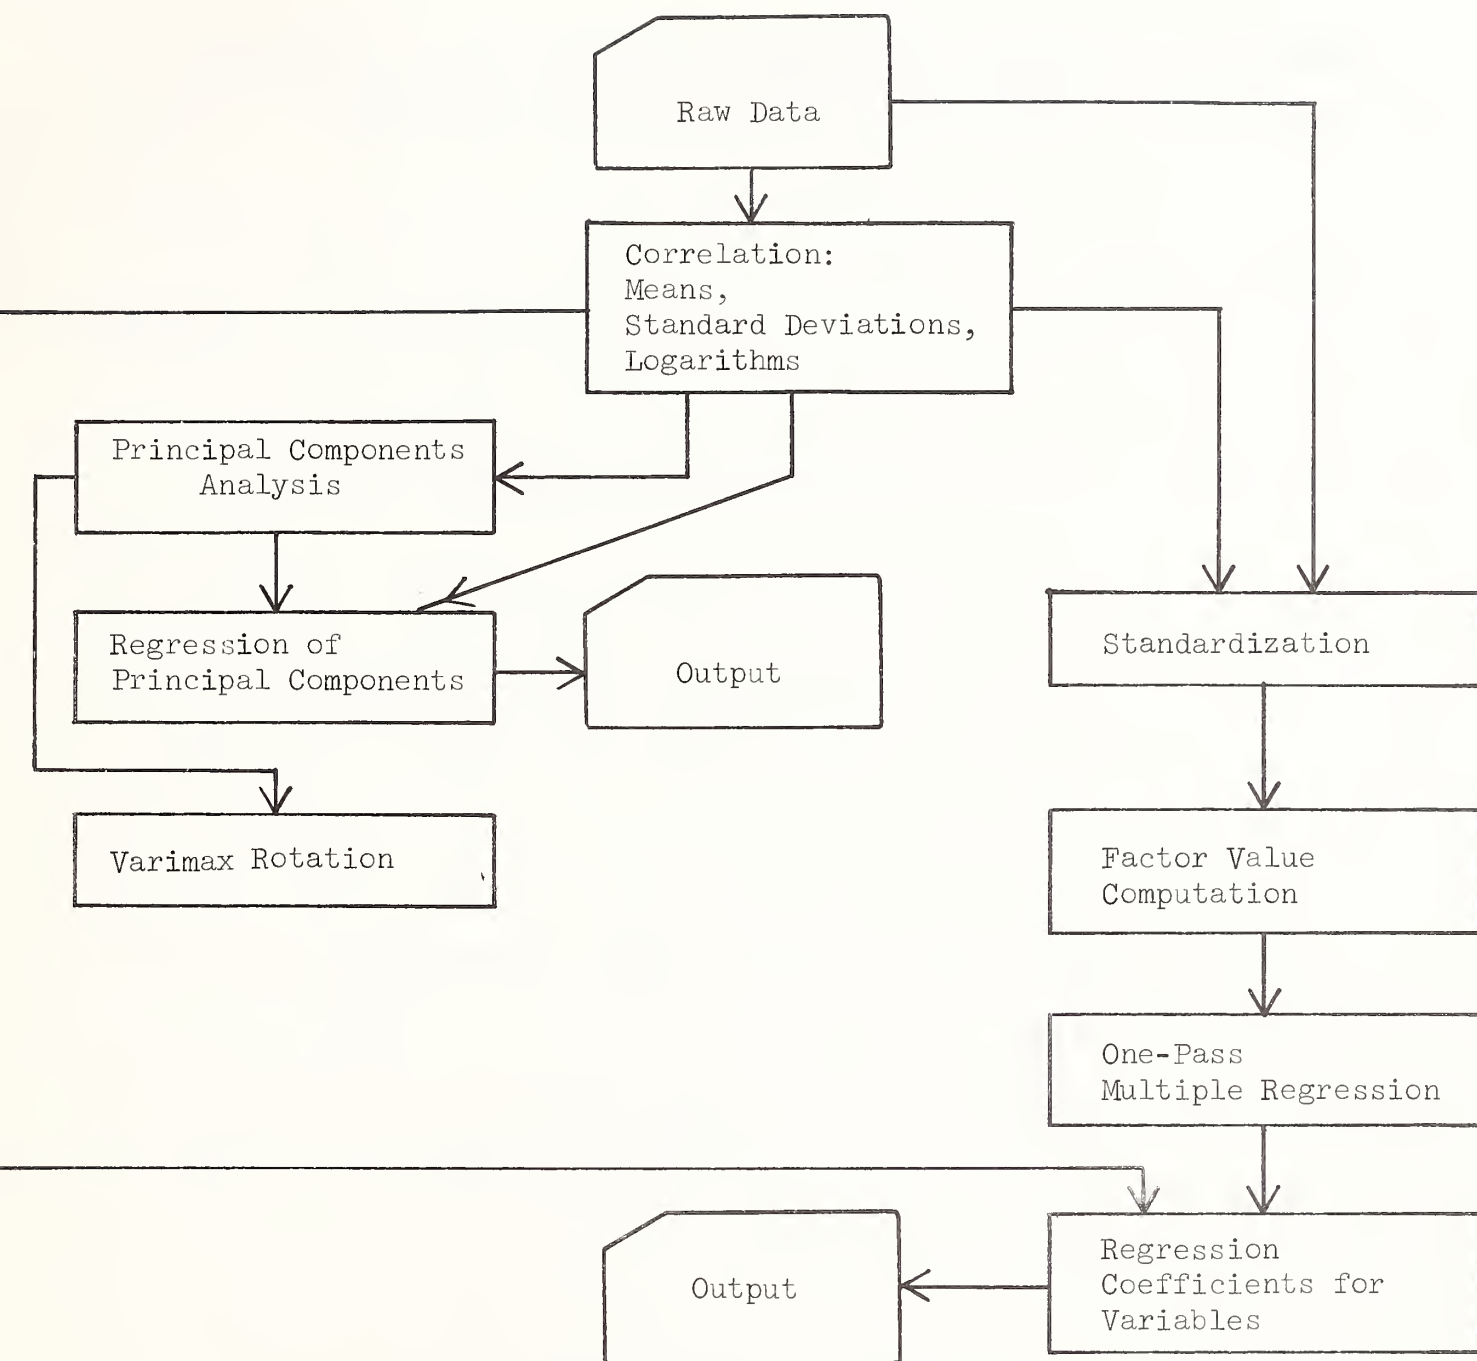 Raw Data
Correlation:
Means,
Standard Deviations,
Logarithms
Principal Components
Analysis
Regression of
Principal Components
Output
Standardization
Varimax Rotation
Factor Value
Computation
One-Pass
Multiple Regression
Regression
Coefficients for
Variables
Output